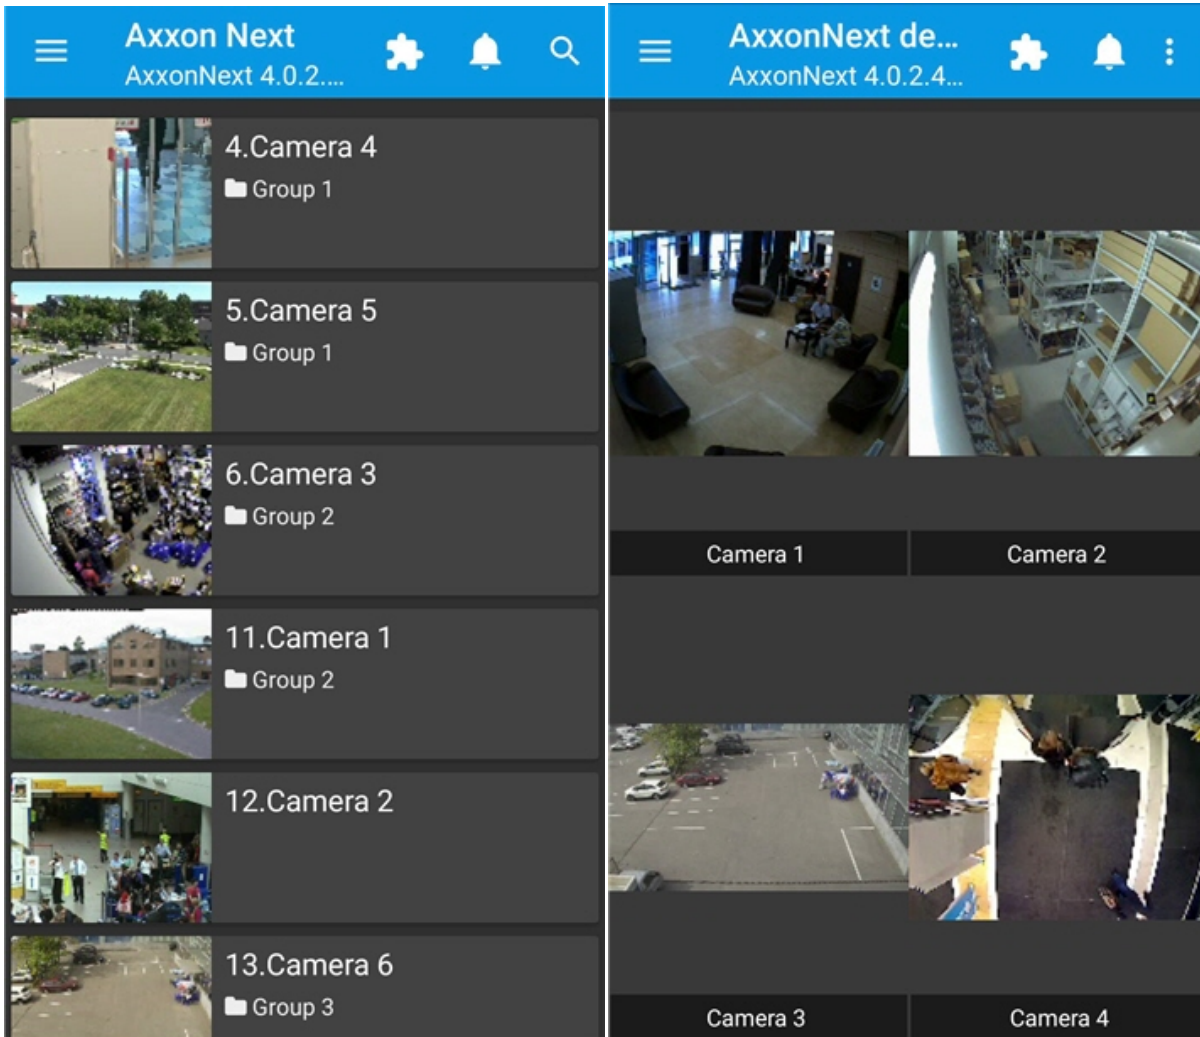 Axxon Next
AxxonNext 4.0.2....
4.Camera 4
Group 1
5.Camera 5
Group 1
6.Camera 3
Group 2
11.Camera 1
Group 2
12.Camera 2
13.Camera 6
Group 3
AxxonNext de...
AxxonNext 4.0.2.4...
Camera 1
Camera 2
Camera 3
Camera 4